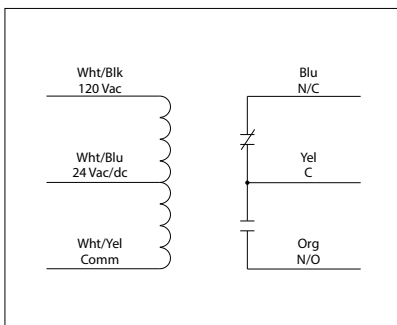 Wht/Blk
120 Vac
Wht/Blu
24 Vac/dc
Wht/Yel
Comm
Blu
N/C
Yel
C
Org
N/O